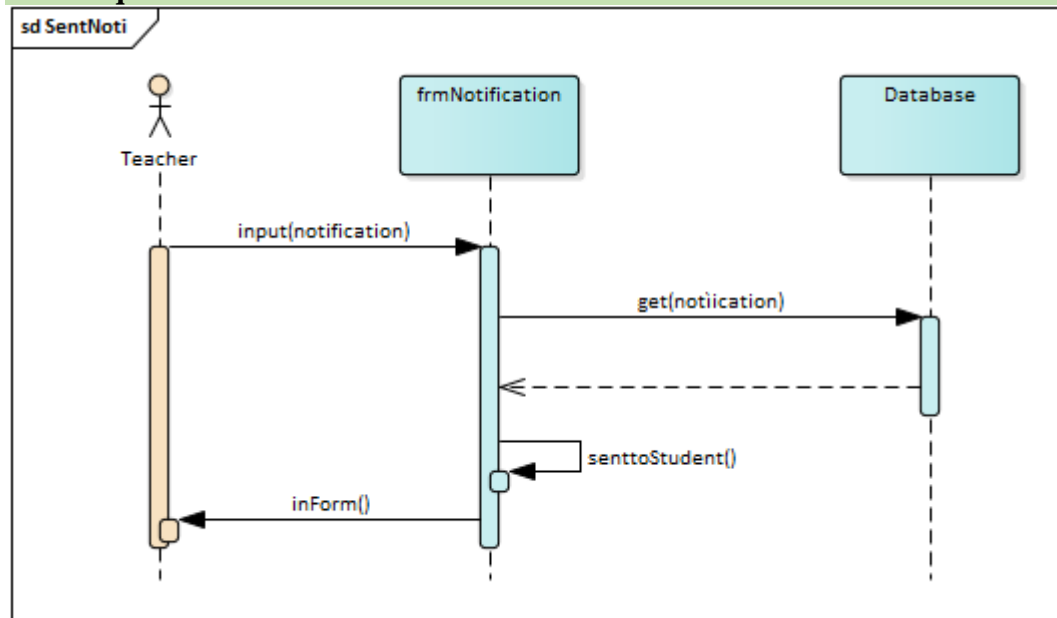 sd SentNoti
frmNotification
Database
Teacher
input(notification)
get(notìication)
senttoStudent()
inForm()